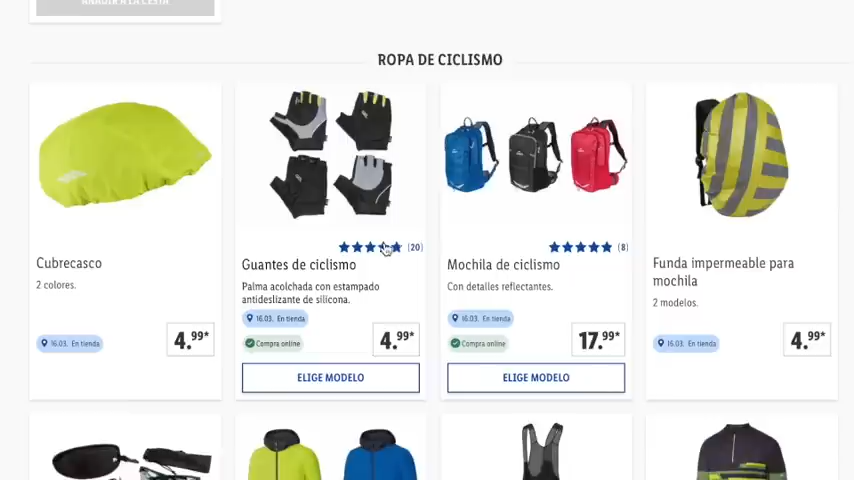 AÑADIR A LA CESTA
ROPA DE CICLISMO
Cubrecasco
2 colores.
16.03. En tienda
4.99*
(20)
Guantes de ciclismo
Palma acolchada con estampado
antideslizante de silicona.
16.03. En tienda
Compra online
4.99*
ELIGE MODELO
(8)
Mochila de ciclismo
Con detalles reflectantes.
16.03. En tienda
Compra online
17.99*
ELIGE MODELO
Funda impermeable para
mochila
2 modelos.
16.03. En tienda
4.99*